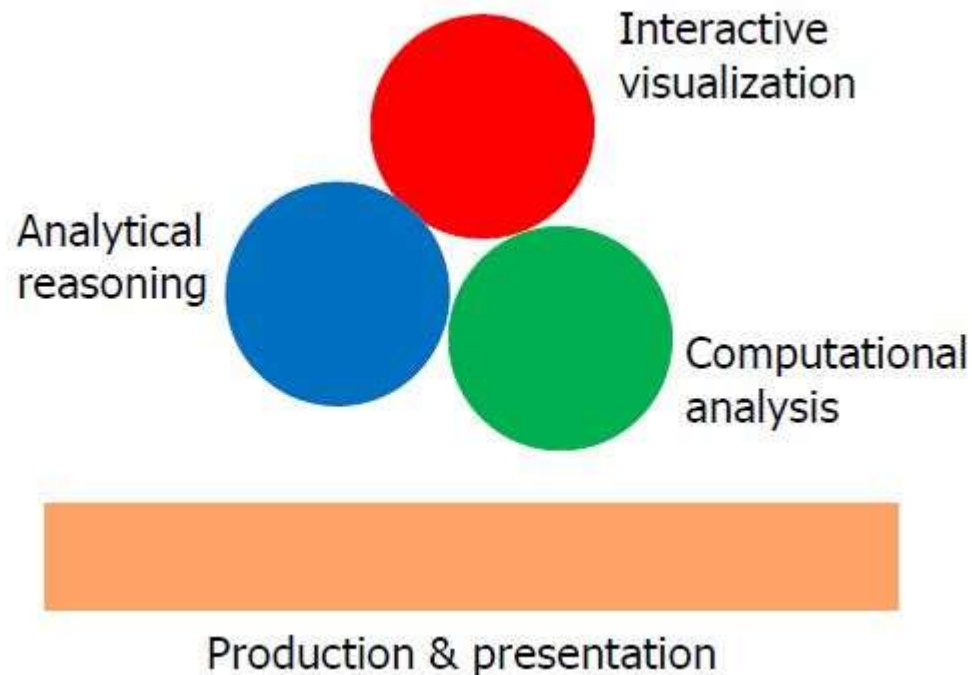 Interactive
visualization
Analytical
reasoning
Computational
analysis
Production & presentation